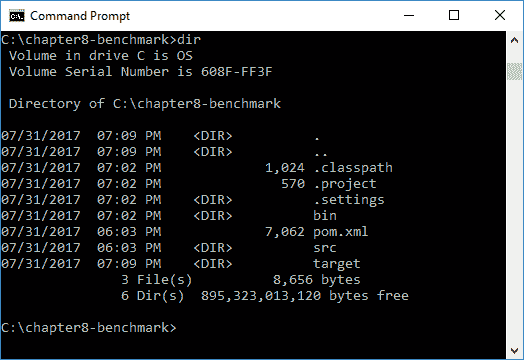 Command Prompt
C:\chapter8-benchmark>dir
 Volume in drive C is OS
 Volume Serial Number is 608F-FF3F

 Directory of C:\chapter8-benchmark

07/31/2017  07:09 PM    <DIR>          .
07/31/2017  07:09 PM    <DIR>          ..
07/31/2017  07:02 PM             1,024 .classpath
07/31/2017  07:02 PM               570 .project
07/31/2017  07:02 PM    <DIR>          .settings
07/31/2017  07:02 PM    <DIR>          bin
07/31/2017  06:03 PM             7,062 pom.xml
07/31/2017  06:03 PM    <DIR>          src
07/31/2017  07:09 PM    <DIR>          target
               3 File(s)          8,656 bytes
               6 Dir(s)  895,323,013,120 bytes free

C:\chapter8-benchmark>